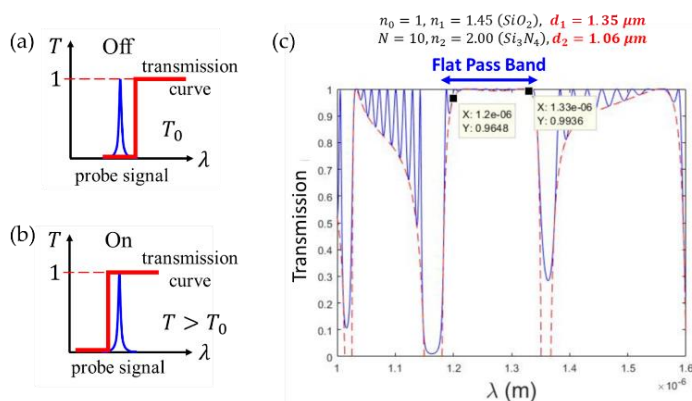 (a)
T
Off
transmission
curve
1
T₀
λ
probe signal
(b)
T
On
transmission
curve
1
T > T₀
λ
probe signal
(c)
n₀ = 1, n₁ = 1.45 (SiO₂), d₁ = 1.35 μm
N = 10, n₂ = 2.00 (Si₃N₄), d₂ = 1.06 μm
Flat Pass Band
Transmission
1
0.9
0.8
0.7
0.6
0.5
0.4
0.3
0.2
0.1
0
X: 1.2e-06
Y: 0.9648
X: 1.33e-06
Y: 0.9936
1 1.1 1.2 1.3 1.4 1.5 1.6
λ (m)
×10⁻⁶